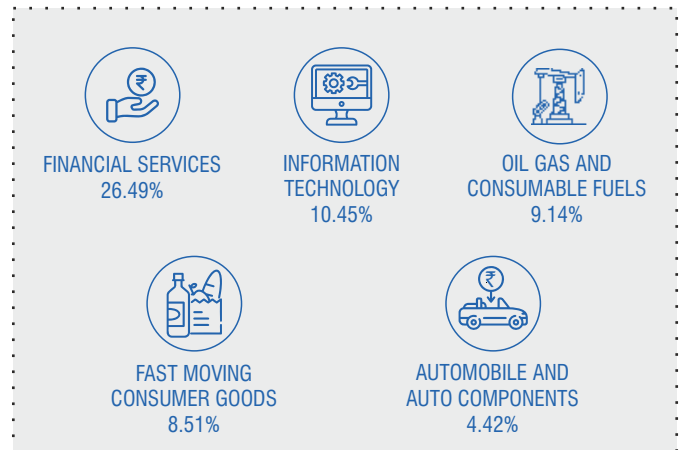 ₹
FINANCIAL SERVICES
26.49%
INFORMATION
TECHNOLOGY
10.45%
OIL GAS AND
CONSUMABLE FUELS
9.14%
FAST MOVING
CONSUMER GOODS
8.51%
₹
AUTOMOBILE AND
AUTO COMPONENTS
4.42%